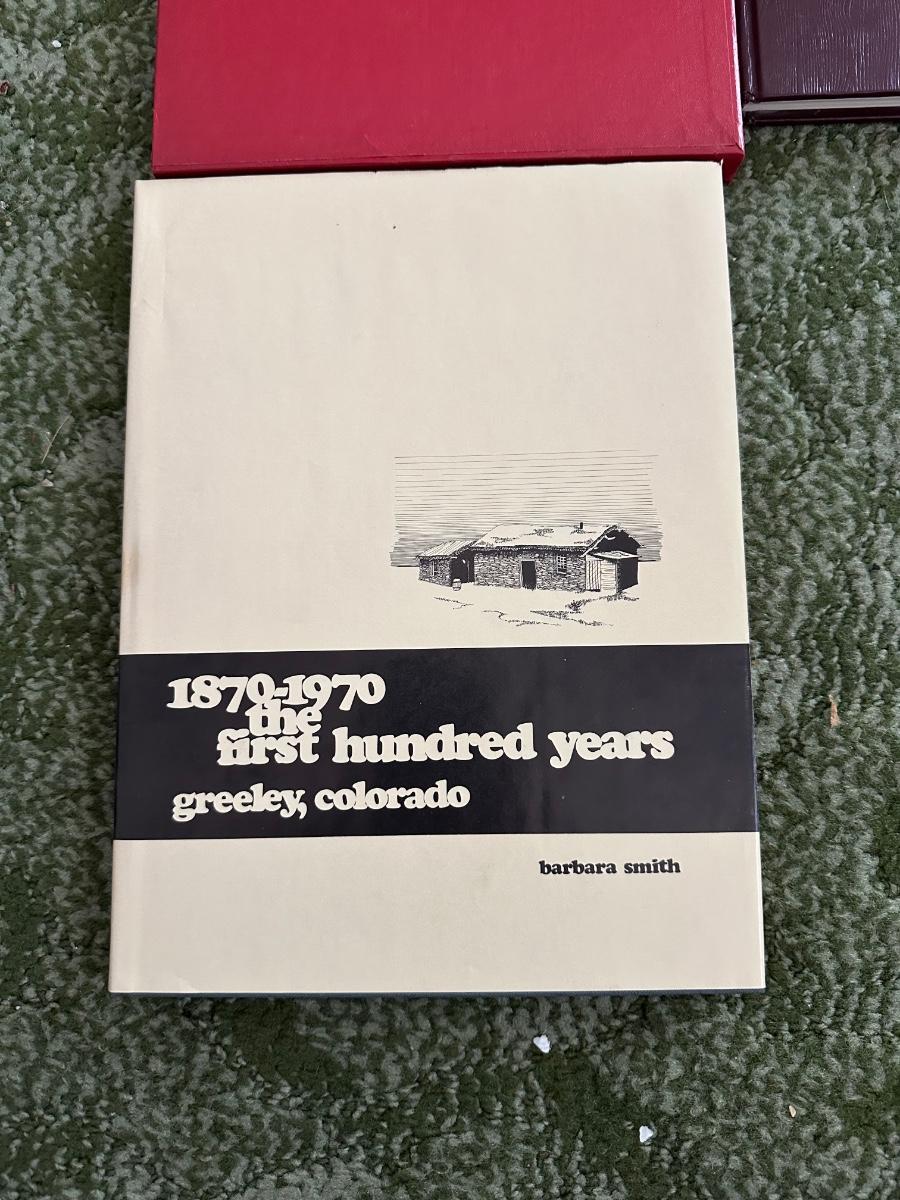 1870-1970
the
first hundred years
greeley, colorado
barbara smith